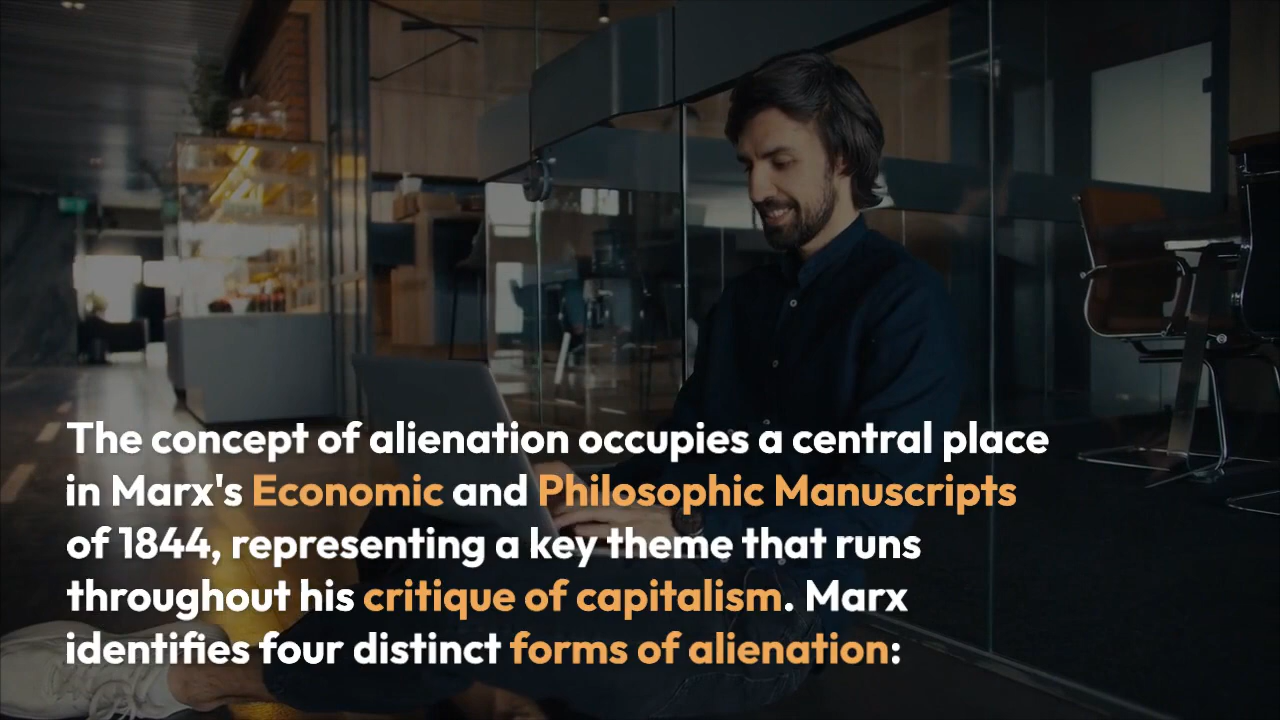 The concept of alienation occupies a central place
in Marx's Economic and Philosophic Manuscripts
of 1844, representing a key theme that runs
throughout his critique of capitalism. Marx
identifies four distinct forms of alienation: